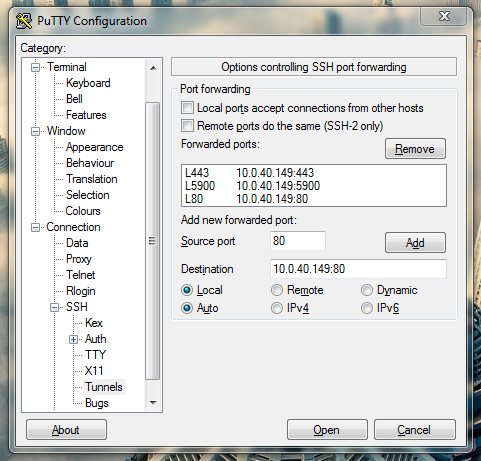 PuTTY Configuration
Category:
Terminal
Keyboard
Bell
Features
Window
Appearance
Behaviour
Translation
Selection
Colours
Connection
Data
Proxy
Telnet
Rlogin
SSH
Kex
Auth
TTY
X11
Tunnels
Bugs
Options controlling SSH port forwarding
Port forwarding
Local ports accept connections from other hosts
Remote ports do the same (SSH-2 only)
Forwarded ports:
Remove
L443 10.0.40.149:443
L5900 10.0.40.149:5900
L80 10.0.40.149:80
Add new forwarded port:
Source port 80 Add
Destination 10.0.40.149:80
Local Remote Dynamic
Auto IPv4 IPv6
About Open Cancel